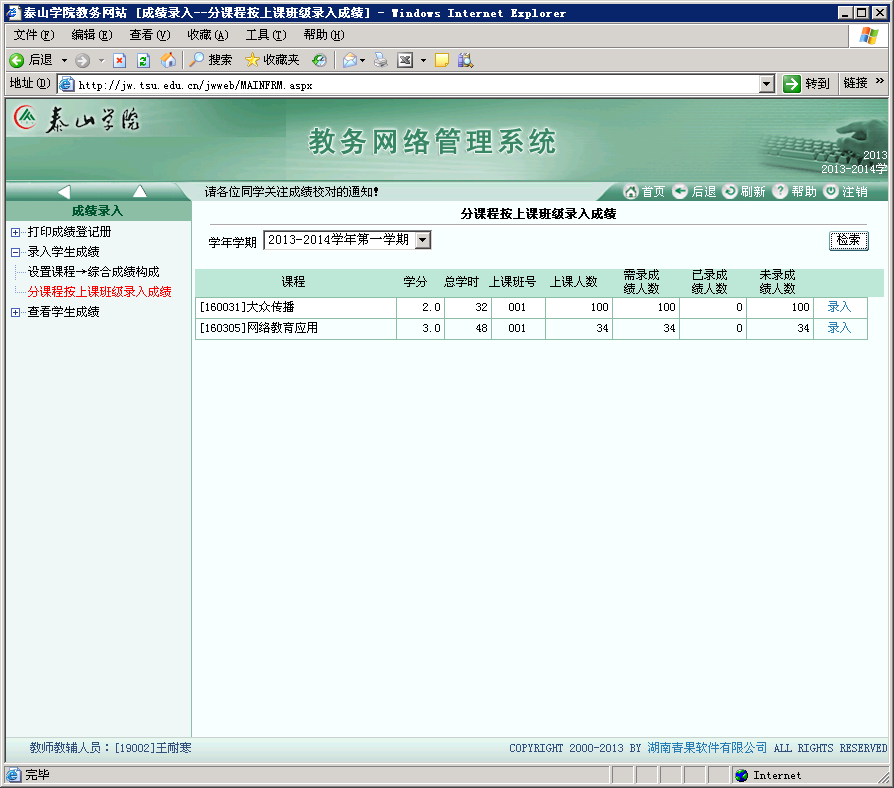 泰山学院教务网站 [成绩录入--分课程按上课班级录入成绩] - Windows Internet Explorer
文件(F) 编辑(E) 查看(V) 收藏(A) 工具(T) 帮助(H)
后退 搜索 收藏夹
地址(D) http://jw.tsu.edu.cn/jwweb/MAINFRM.aspx 转到 链接 »
泰山学院
教务网络管理系统
2013
2013-2014学
请各位同学关注成绩校对的通知! 首页 后退 刷新 帮助 注销
成绩录入
打印成绩登记册
录入学生成绩
设置课程→综合成绩构成
分课程按上课班级录入成绩
查看学生成绩
分课程按上课班级录入成绩
学年学期 2013-2014学年第一学期 检索
课程 学分 总学时 上课班号 上课人数 需录成绩人数 已录成绩人数 未录成绩人数
[160031]大众传播 2.0 32 001 100 100 0 100 录入
[160305]网络教育应用 3.0 48 001 34 34 0 34 录入
教师教辅人员：[19002]王耐寒 COPYRIGHT 2000-2013 BY 湖南青果软件有限公司 ALL RIGHTS RESERVED
完毕 Internet